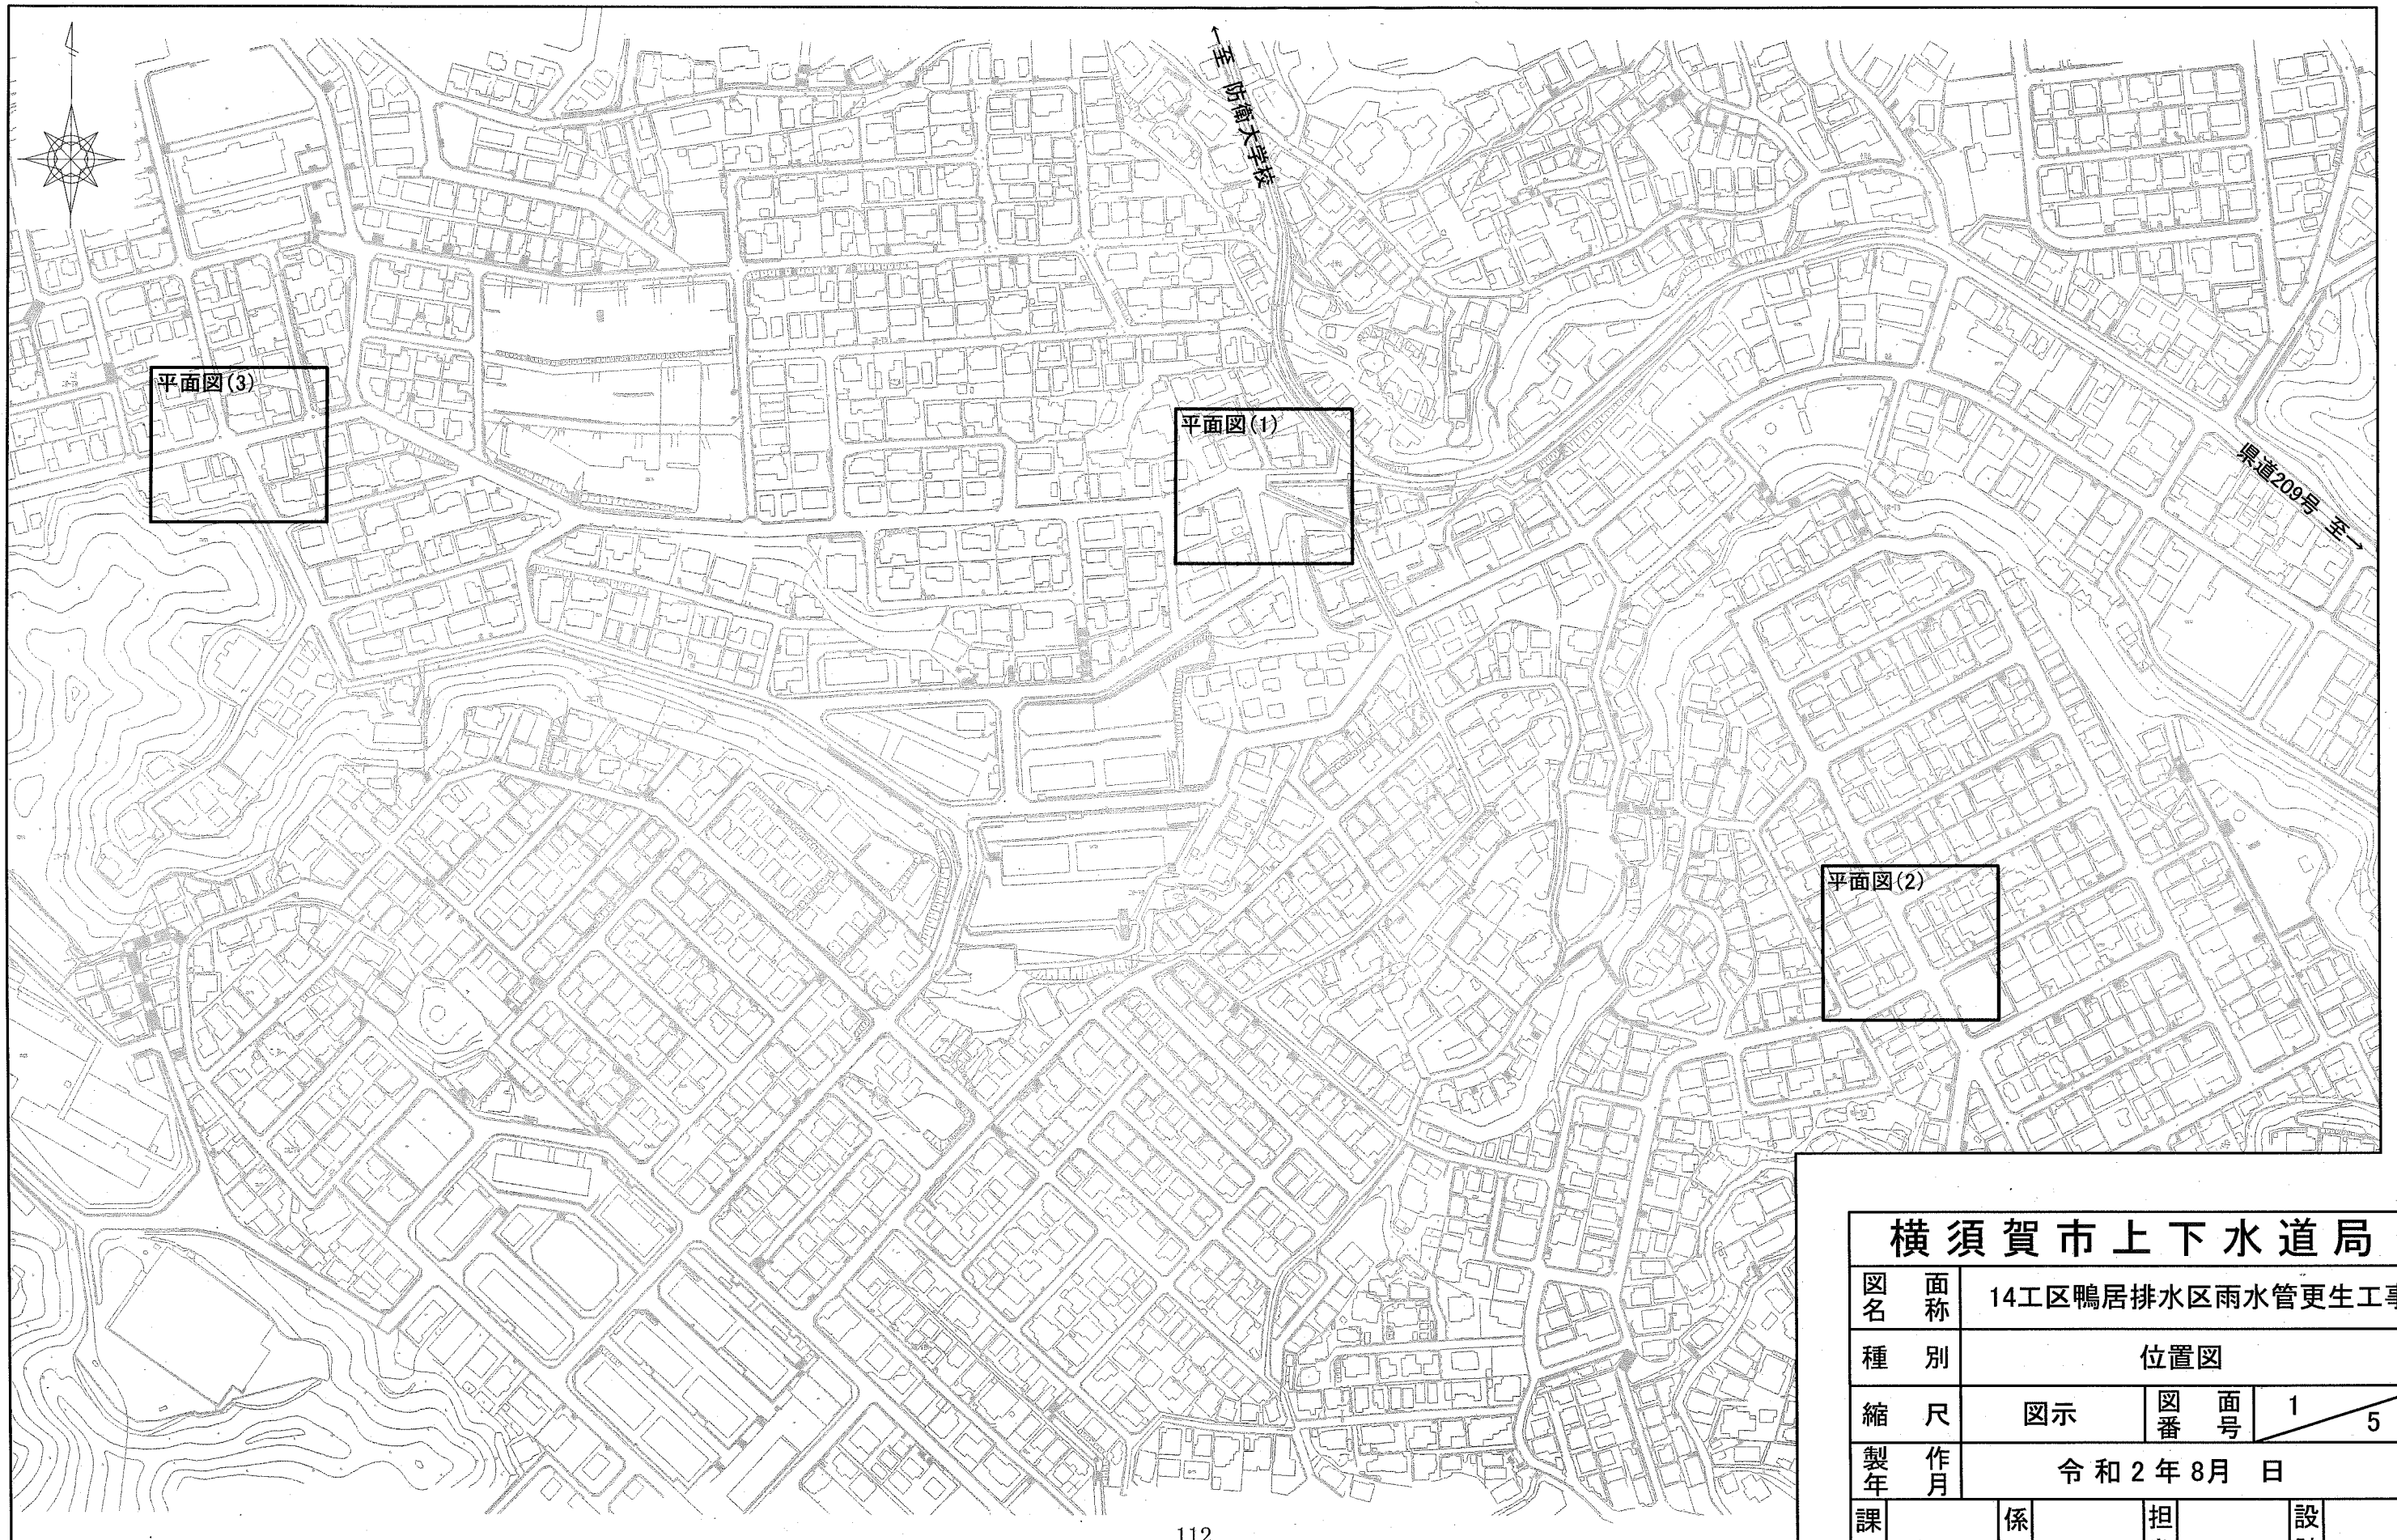 ←至 防衛大学校
平面図(3)
平面図(1)
県道209号 至→
平面図(2)
横須賀市上下水道局
図面名称 14工区鴨居排水区雨水管更生工事
種別 位置図
縮尺 図示 図面番号 1/5
製作年月 令和2年8月 日
課 係 担 設
112